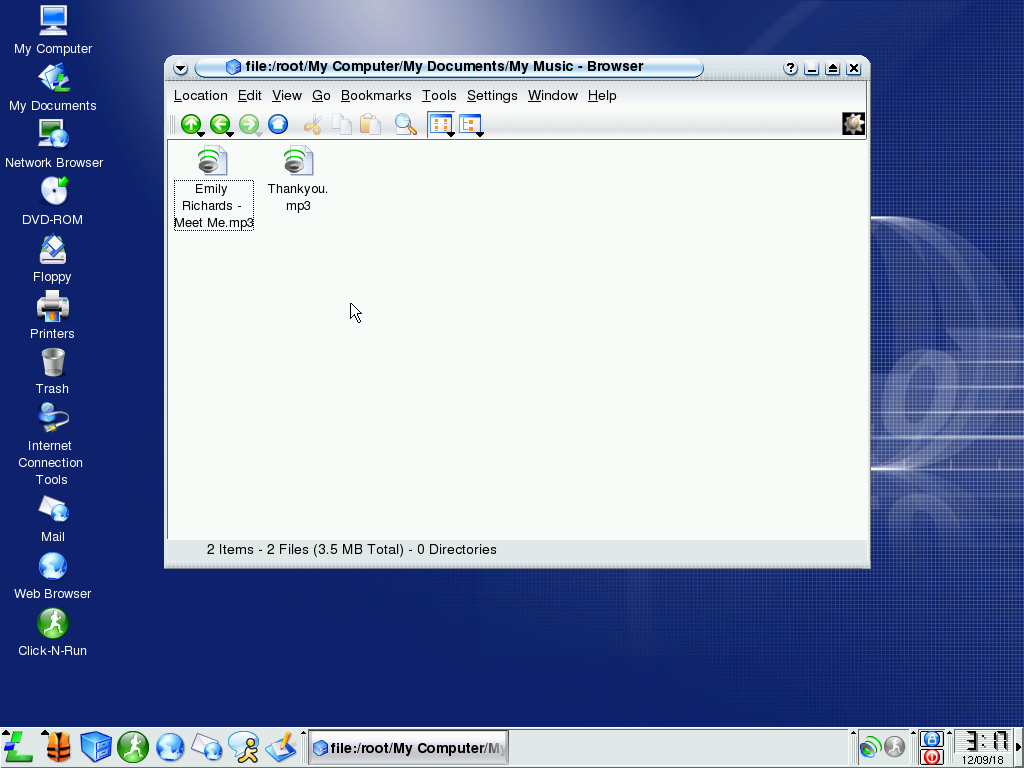 My Computer
My Documents
Network Browser
DVD-ROM
Floppy
Printers
Trash
Internet
Connection
Tools
Mail
Web Browser
Click-N-Run
file:/root/My Computer/My Documents/My Music - Browser
Location Edit View Go Bookmarks Tools Settings Window Help
Emily
Richards -
Meet Me.mp3
Thankyou.
mp3
2 Items - 2 Files (3.5 MB Total) - 0 Directories
file:/root/My Computer/My
3:17
12/09/18